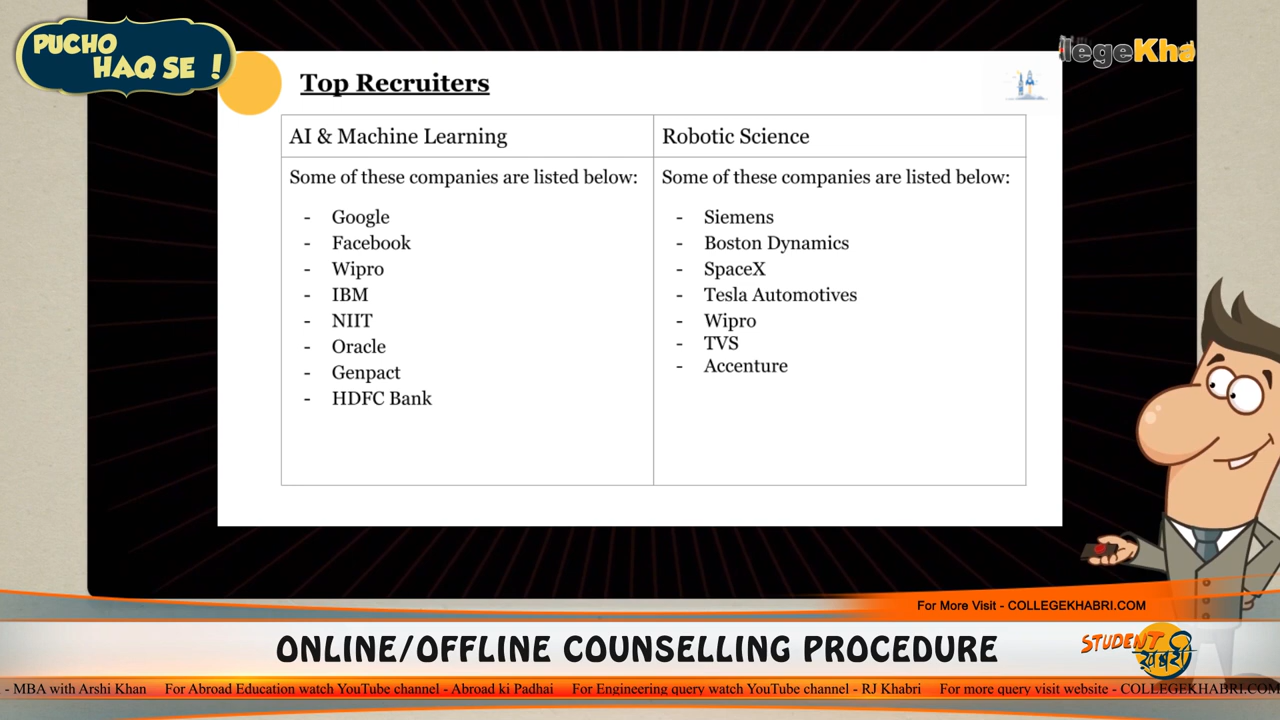 PUCHO
HAQ SE !
llegeKha
Top Recruiters
AI & Machine Learning
Some of these companies are listed below:
- Google
- Facebook
- Wipro
- IBM
- NIIT
- Oracle
- Genpact
- HDFC Bank
Robotic Science
Some of these companies are listed below:
- Siemens
- Boston Dynamics
- SpaceX
- Tesla Automotives
- Wipro
- TVS
- Accenture
For More Visit - COLLEGEKHABRI.COM
ONLINE/OFFLINE COUNSELLING PROCEDURE
STUDENT
खबरी
- MBA with Arshi Khan For Abroad Education watch YouTube channel - Abroad ki Padhai For Engineering query watch YouTube channel - RJ Khabri For more query visit website - COLLEGEKHABRI.COM